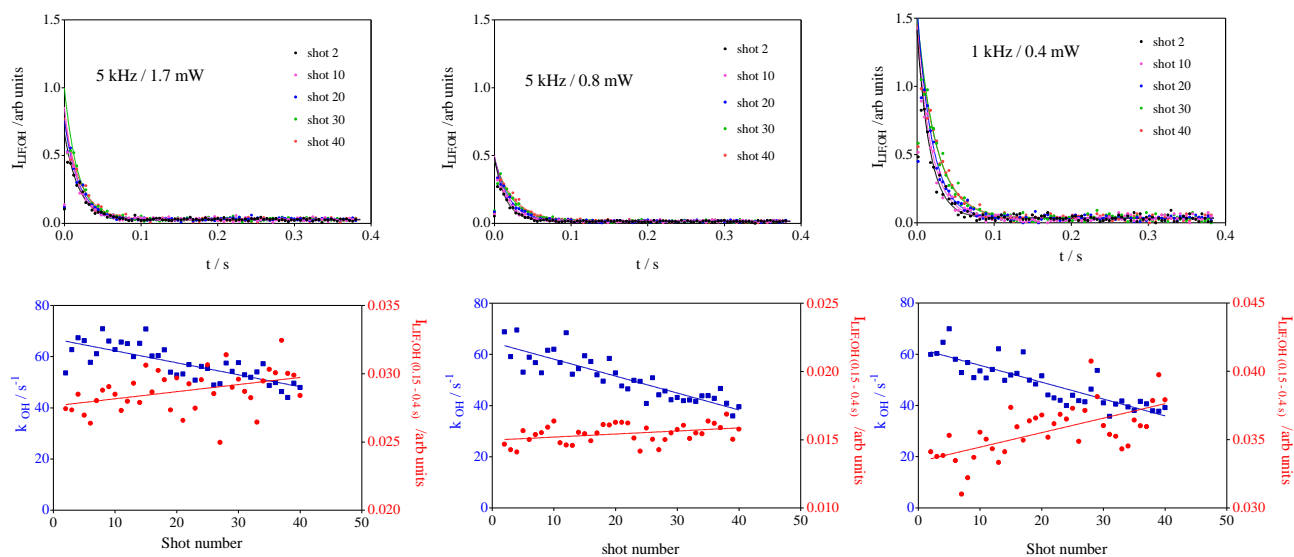 1.5
1.0
0.5
0.0
I_LIF,OH /arb units
5 kHz / 1.7 mW
shot 2
shot 10
shot 20
shot 30
shot 40
0.0 0.1 0.2 0.3 0.4
t / s
1.5
1.0
0.5
0.0
I_LIF,OH /arb units
5 kHz / 0.8 mW
shot 2
shot 10
shot 20
shot 30
shot 40
0.0 0.1 0.2 0.3 0.4
t / s
1.5
1.0
0.5
0.0
I_LIF,OH /arb units
1 kHz / 0.4 mW
shot 2
shot 10
shot 20
shot 30
shot 40
0.0 0.1 0.2 0.3 0.4
t / s
80
60
40
20
0
k_OH / s^-1
0.035
0.030
0.025
0.020
I_LIF,OH (0.15 - 0.4 s)
/arb units
0 10 20 30 40 50
Shot number
80
60
40
20
0
k_OH / s^-1
0.025
0.020
0.015
0.010
I_LIF,OH (0.15 - 0.4 s) /arb units
0 10 20 30 40 50
shot number
80
60
40
20
0
k_OH / s^-1
0.045
0.040
0.035
0.030
I_LIF,OH (0.15 - 0.4 s)
/arb units
0 10 20 30 40 50
Shot number